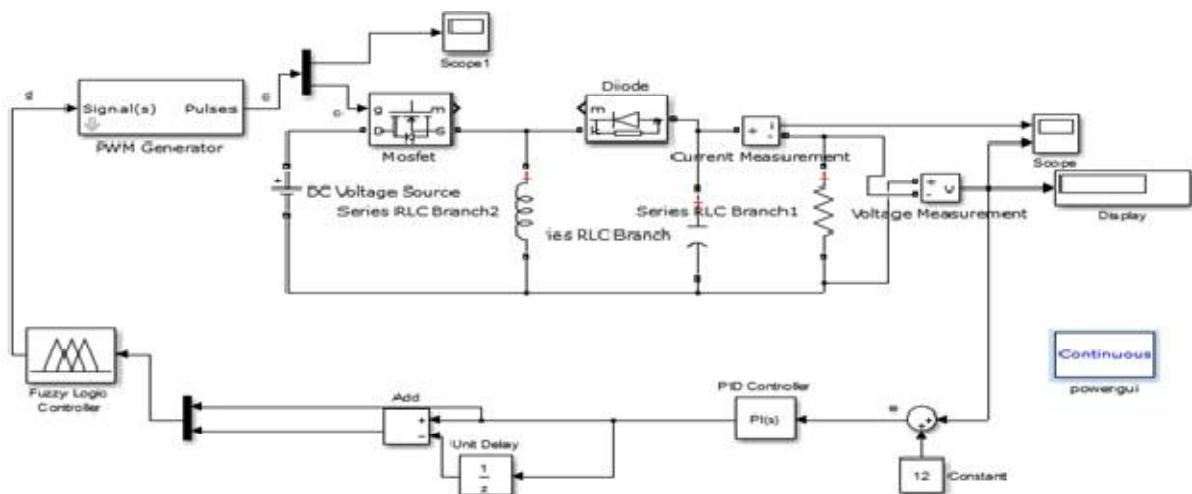 Scope1
Signal(s) Pulses
PWM Generator
g m
D S
Mosfet
Diiode
m
k
+ i
-
Current Measurement
Scope
DC Voltage Source
Series RLC Branch2
ies RLC Branch
Series RLC Branch1
+ v
-
Voltage Measurement
Display
Continuous
powergui
Fuzzy Logic
Controller
Add
+
-
Unit Delay
1
z
PID Controller
PI(s)
12
Constant